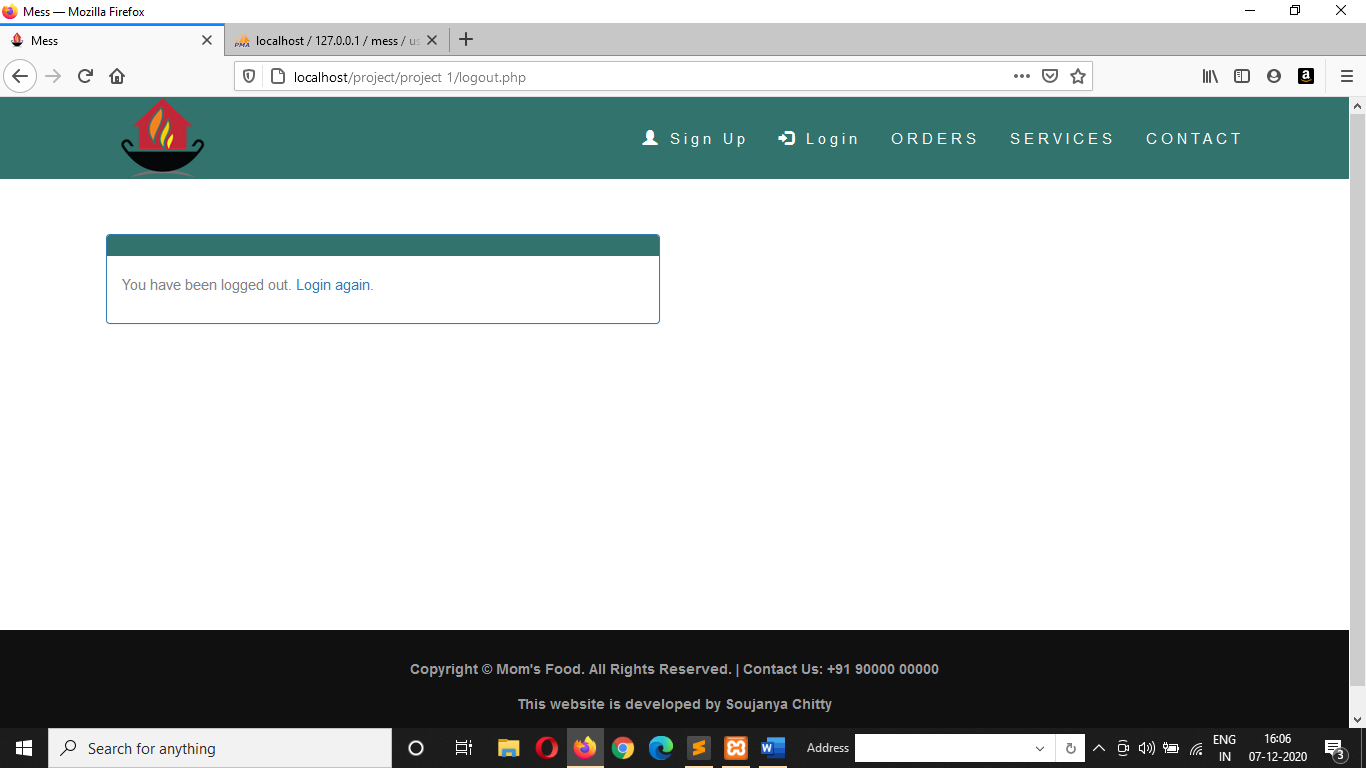 Mess — Mozilla Firefox
Mess
PMA localhost / 127.0.0.1 / mess / us
localhost/project/project 1/logout.php
Sign Up Login ORDERS SERVICES CONTACT
You have been logged out. Login again.
Copyright © Mom's Food. All Rights Reserved. | Contact Us: +91 90000 00000
This website is developed by Soujanya Chitty
Search for anything
Address
ENG
IN
16:06
07-12-2020
3